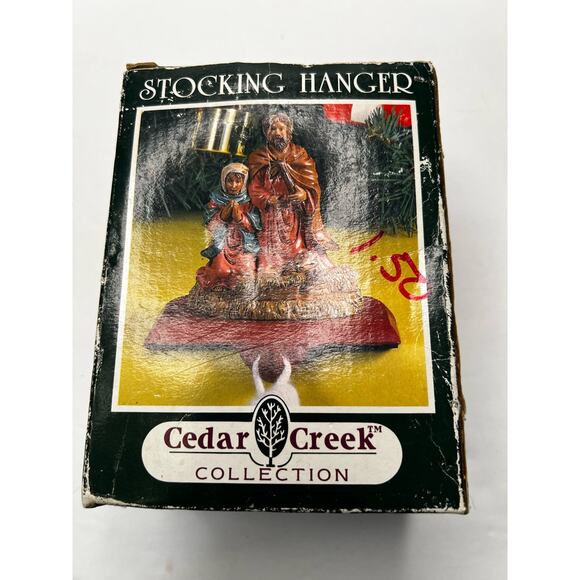 STOCKING HANGER
1.50
Cedar Creek™
COLLECTION